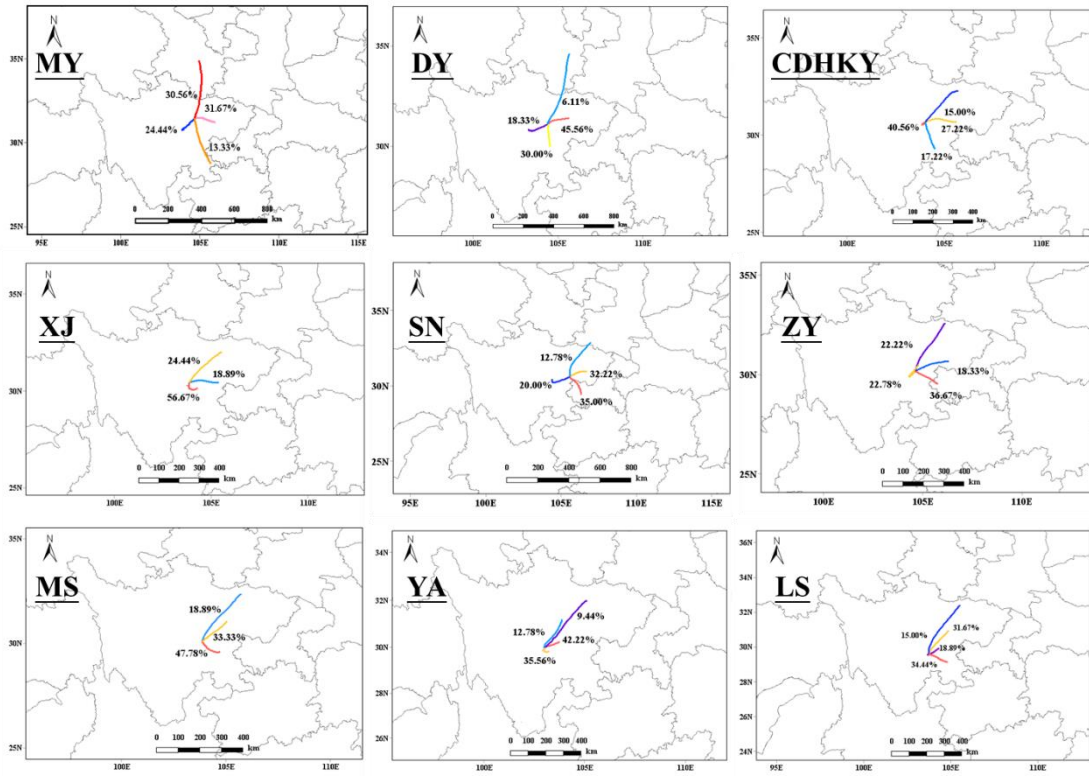 N
MY
35N
30N
25N
30.56%
31.67%
24.44%
13.33%
0 200 400 600 800
km
95E 100E 105E 110E 115E
N
DY
35N
30N
25N
6.11%
18.33%
45.56%
30.00%
0 200 400 600 800
km
100E 105E 110E
N
CDHKY
35N
30N
25N
15.00%
40.56%
27.22%
17.22%
0 100 200 300 400
km
100E 105E 110E
N
XJ
35N
30N
25N
24.44%
18.89%
56.67%
0 100 200 300 400
km
100E 105E 110E
N
SN
35N
30N
25N
12.78%
32.22%
20.00%
35.00%
0 200 400 600 800
km
95E 100E 105E 110E 115E
N
ZY
35N
30N
25N
22.22%
18.33%
22.78%
36.67%
0 100 200 300 400
km
100E 105E 110E
N
MS
35N
30N
25N
18.89%
33.33%
47.78%
0 100 200 300 400
km
100E 105E 110E
N
YA
34N
32N
30N
28N
26N
9.44%
12.78%
42.22%
35.56%
0 100 200 300 400
km
100E 105E 110E
N
LS
36N
34N
32N
30N
28N
26N
24N
31.67%
15.00%
18.89%
34.44%
0 100 200 300 400
km
100E 105E 110E